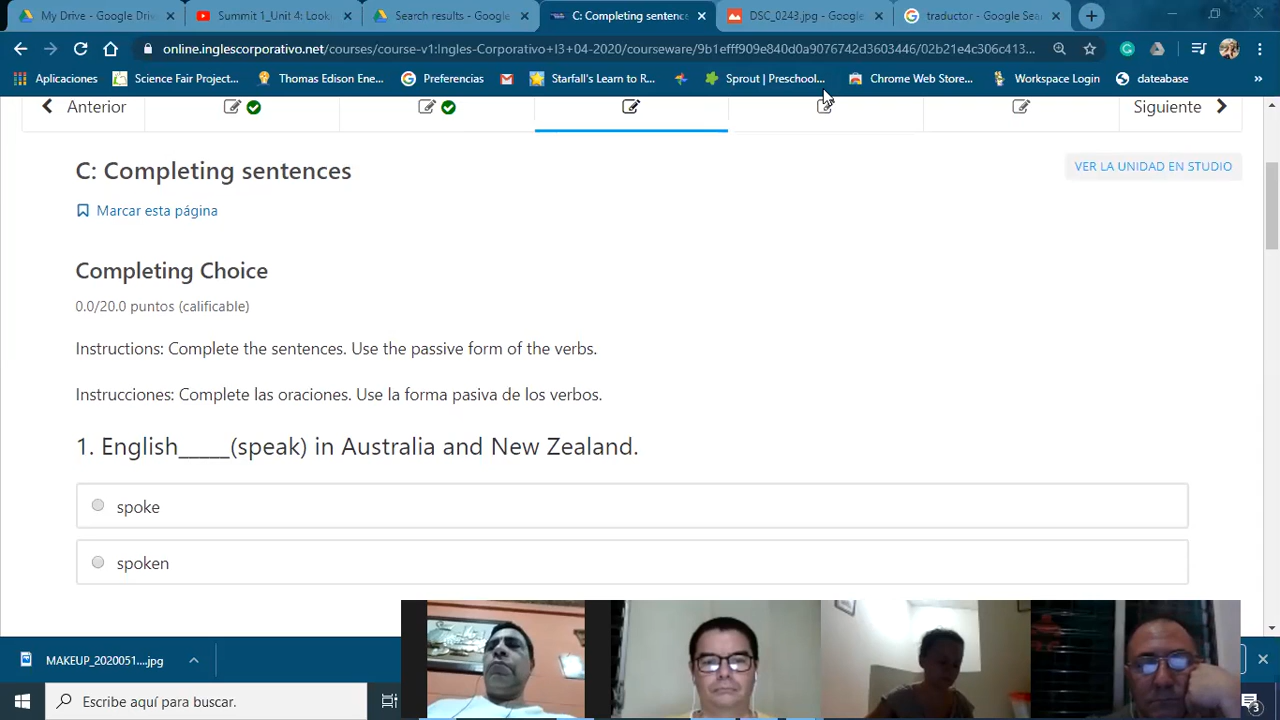 My Drive - Google Driv
Summit 1_Unit 4: Look
Search results - Google
C: Completing sentenc
DSC_0243.jpg - Google
traductor - Google Sea
online.inglescorporativo.net/courses/course-v1:Ingles-Corporativo+I3+04-2020/courseware/9b1efff909e840d0a9076742d3603446/02b21e4c306c413...
Aplicaciones
Science Fair Project...
Thomas Edison Ene...
Preferencias
Starfall's Learn to R...
Sprout | Preschool...
Chrome Web Store...
Workspace Login
dateabase
»
Anterior
Siguiente
C: Completing sentences
VER LA UNIDAD EN STUDIO
Marcar esta página
Completing Choice
0.0/20.0 puntos (calificable)
Instructions: Complete the sentences. Use the passive form of the verbs.
Instrucciones: Complete las oraciones. Use la forma pasiva de los verbos.
1. English_____(speak) in Australia and New Zealand.
spoke
spoken
MAKEUP_2020051....jpg
Escribe aquí para buscar.
3